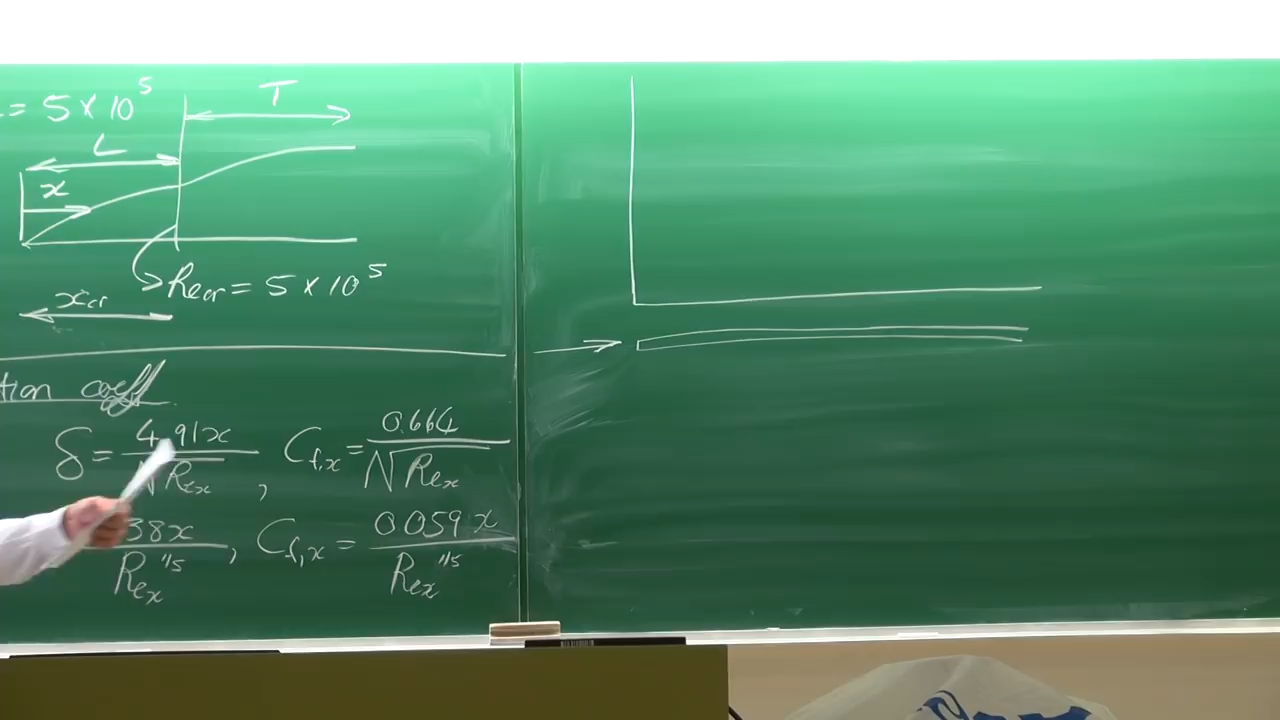 = 5 × 10⁵
T
L
x
Re_cr = 5 × 10⁵
x_cr
tion coeff
δ = 4.91x / √Re_x , C_f,x = 0.664 / √Re_x
38x / Re_x^1/5 , C_f,x = 0.059 x / Re_x^1/5